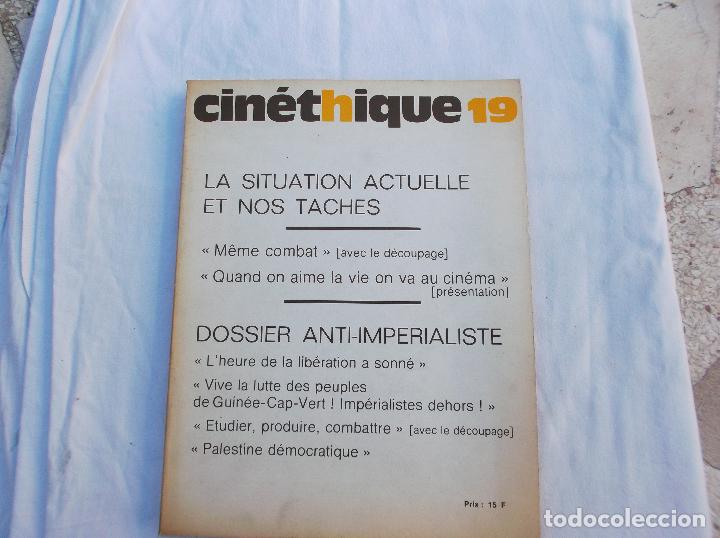 cinéthique 19
LA SITUATION ACTUELLE
ET NOS TACHES
« Même combat » [avec le découpage]
« Quand on aime la vie on va au cinéma »
[présentation]
DOSSIER ANTI-IMPERIALISTE
« L'heure de la libération a sonné »
« Vive la lutte des peuples
de Guinée-Cap-Vert ! Impérialistes dehors ! »
« Etudier, produire, combattre » [avec le découpage]
« Palestine démocratique »
Prix : 15 F
todocoleccion.net